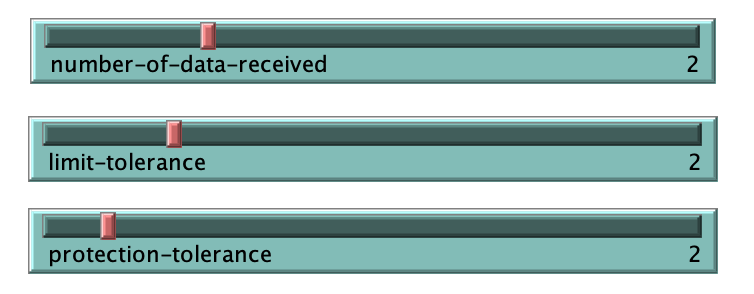 number-of-data-received 2
limit-tolerance 2
protection-tolerance 2